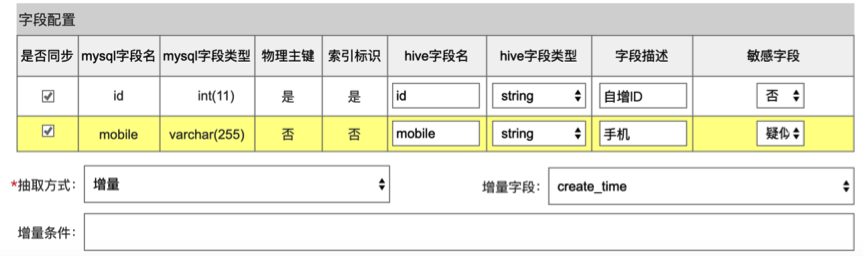 字段配置
是否同步 mysql字段名 mysql字段类型 物理主键 索引标识 hive字段名 hive字段类型 字段描述 敏感字段
id int(11) 是 是 id string 自增ID 否
mobile varchar(255) 否 否 mobile string 手机 疑似
*抽取方式: 增量 增量字段: create_time
增量条件: